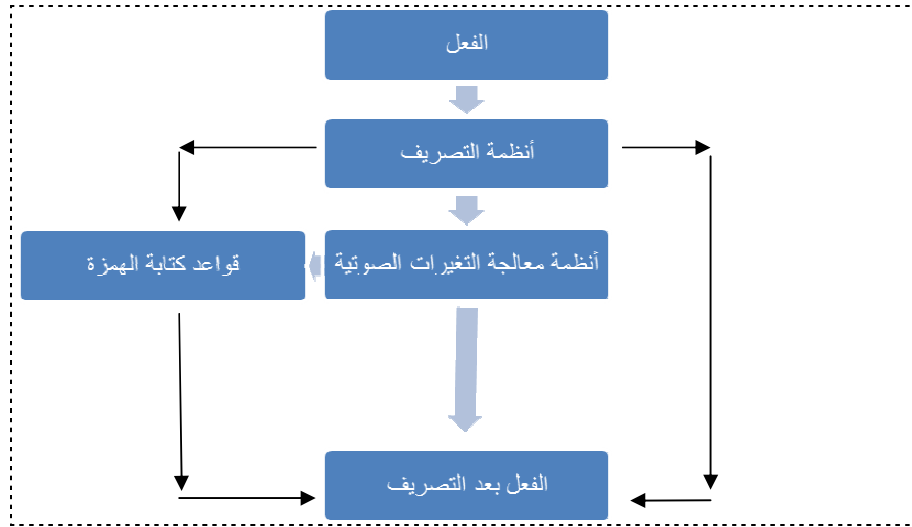 الفعل
أنظمة التصريف
أنظمة معالجة التغيرات الصوتية
قواعد كتابة الهمزة
الفعل بعد التصريف